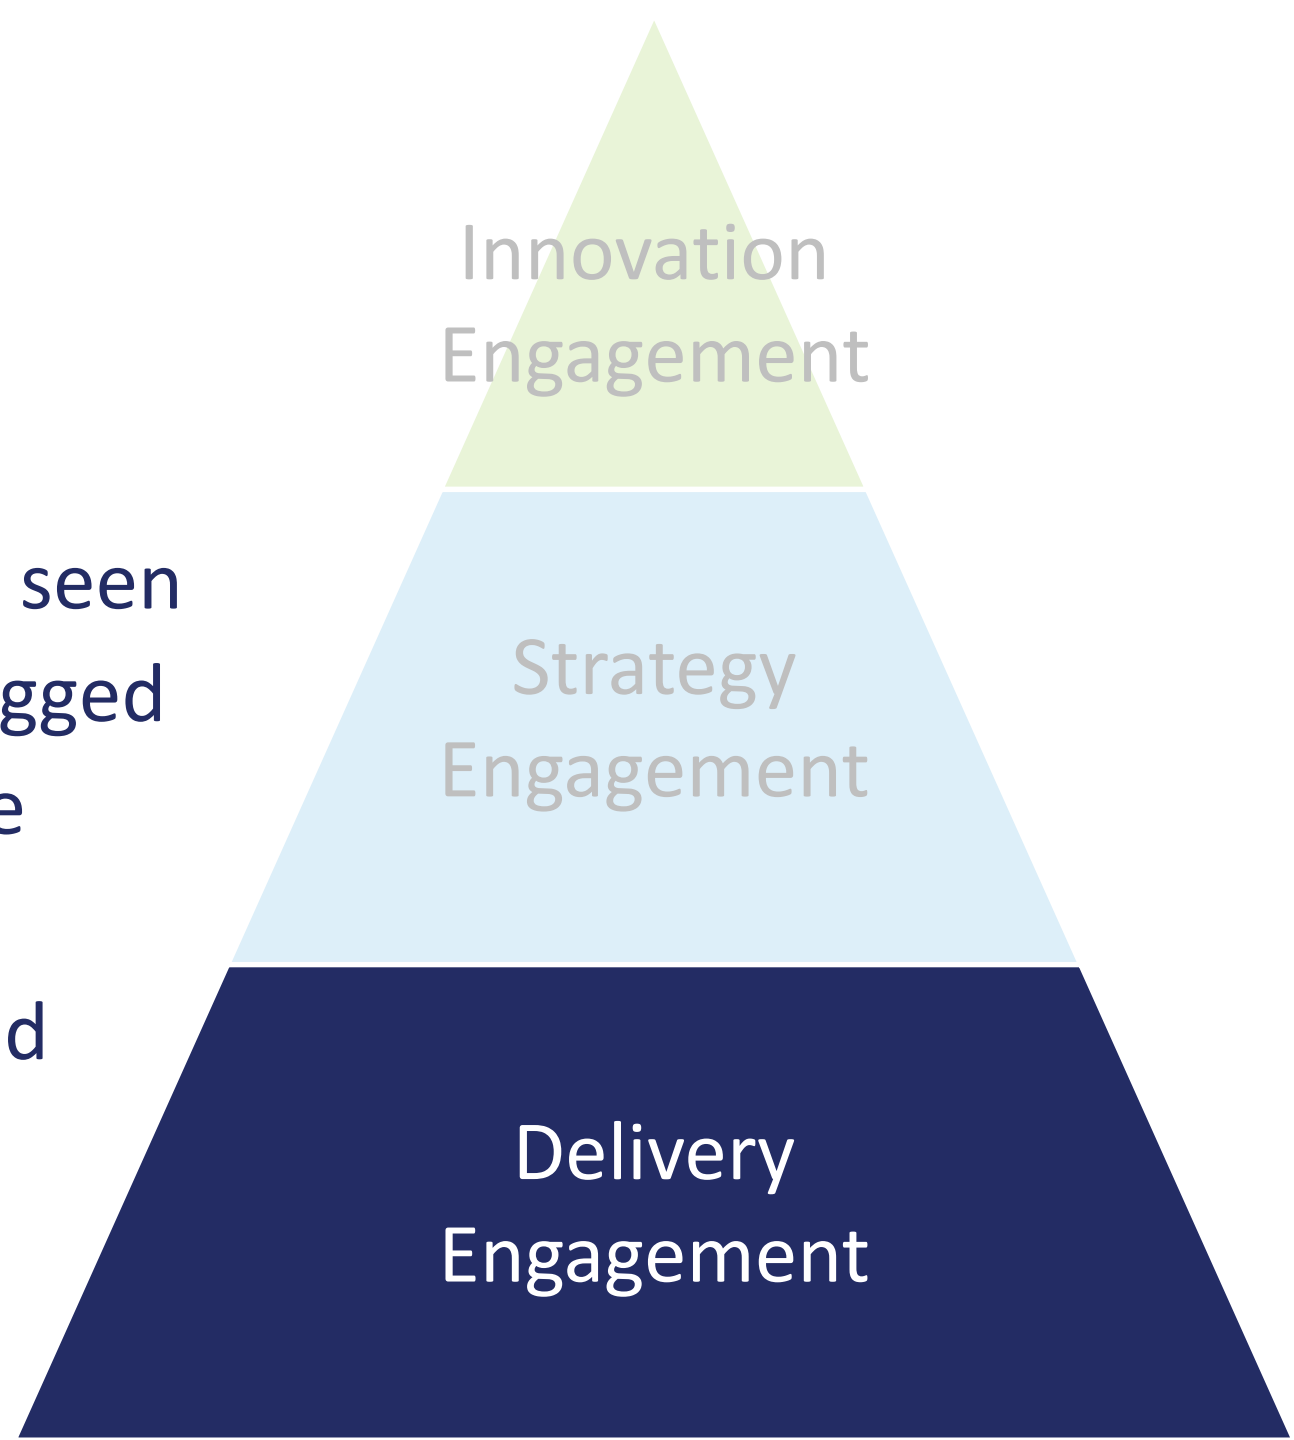 Innovation
Engagement
seen
gged
e
Strategy
Engagement
d
Delivery
Engagement